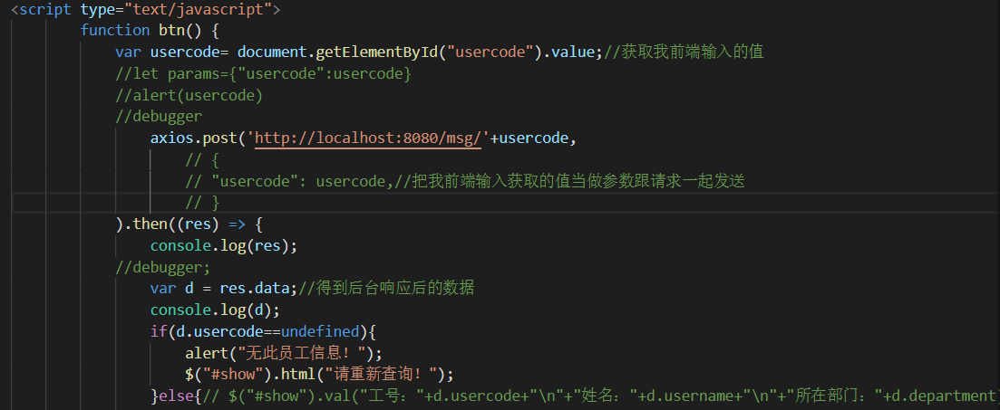 <script type="text/javascript">
function btn() {
var usercode= document.getElementById("usercode").value;//获取我前端输入的值
//let params={"usercode":usercode}
//alert(usercode)
//debugger
axios.post('http://localhost:8080/msg/'+usercode,
// {
// "usercode": usercode,//把我前端输入获取的值当做参数跟请求一起发送
// }
).then((res) => {
console.log(res);
//debugger;
var d = res.data;//得到后台响应后的数据
console.log(d);
if(d.usercode==undefined){
alert("无此员工信息！");
$("#show").html("请重新查询！");
}else{// $("#show").val("工号："+d.usercode+"\n"+"姓名："+d.username+"\n"+"所在部门："+d.department)